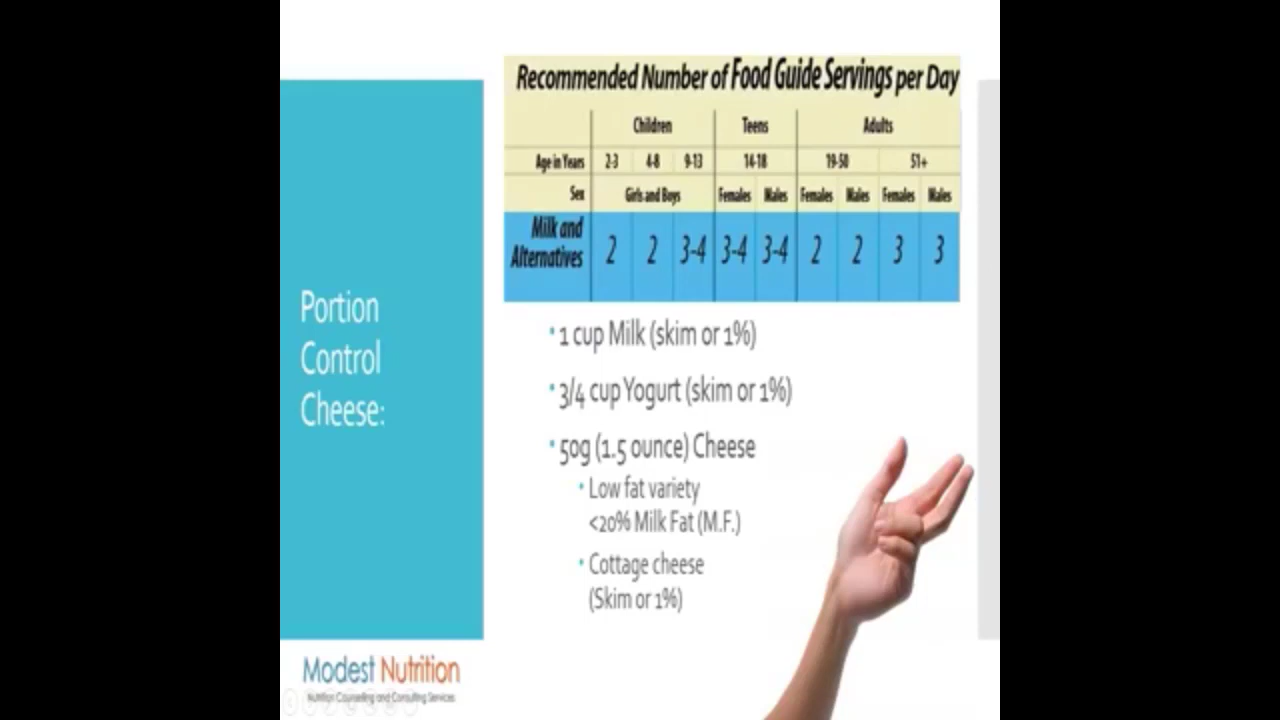 Recommended Number of Food Guide Servings per Day
Children Teens Adults
Age in Years 2-3 4-8 9-13 14-18 19-50 51+
Sex Girls and Boys Females Males Females Males Females Males
Milk and
Alternatives 2 2 3-4 3-4 3-4 2 2 3 3
Portion
Control
Cheese:
• 1 cup Milk (skim or 1%)
• 3/4 cup Yogurt (skim or 1%)
• 50g (1.5 ounce) Cheese
• Low fat variety
<20% Milk Fat (M.F.)
• Cottage cheese
(Skim or 1%)
Modest Nutrition
Nutrition Counselling and Consulting Services